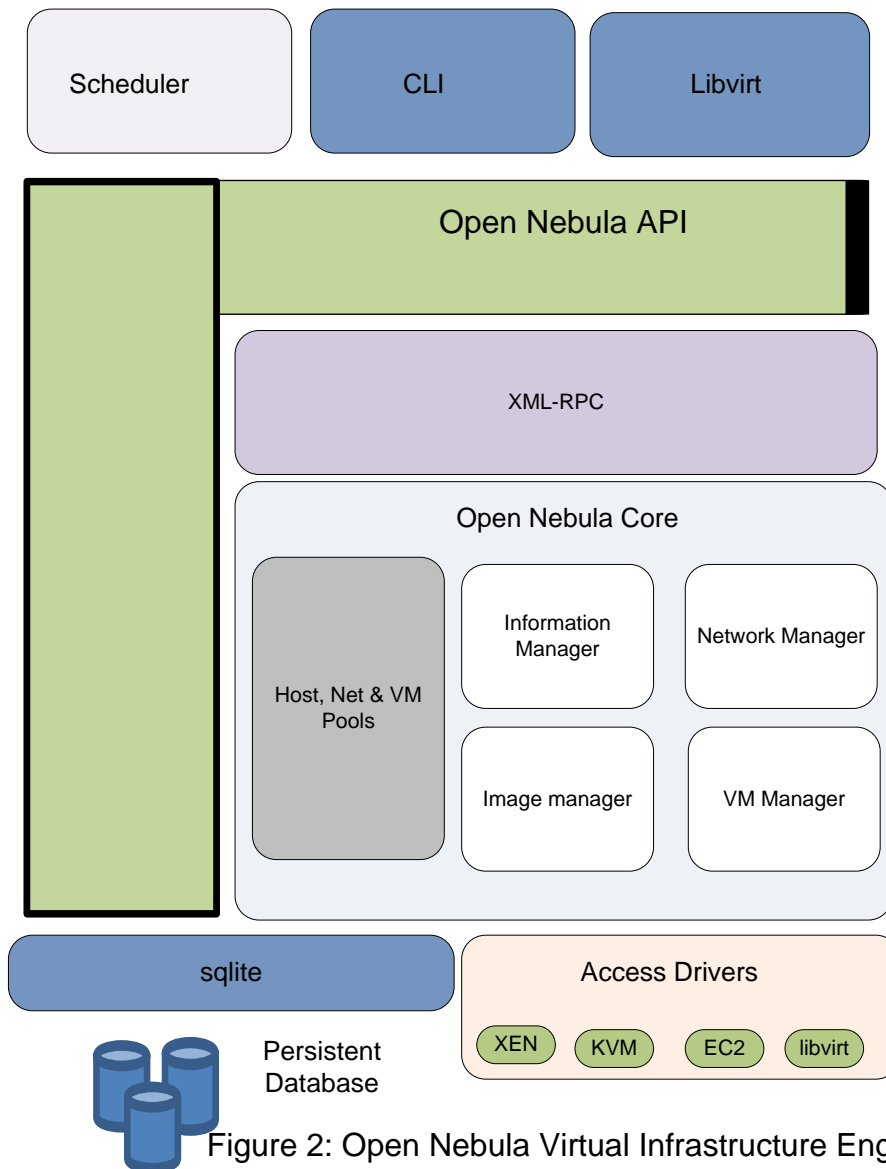 Scheduler
CLI
Libvirt
Open Nebula API
XML-RPC
Open Nebula Core
Host, Net & VM
Pools
Information
Manager
Network Manager
Image manager
VM Manager
sqlite
Access Drivers
XEN
KVM
EC2
libvirt
Persistent
Database
Figure 2: Open Nebula Virtual Infrastructure Eng